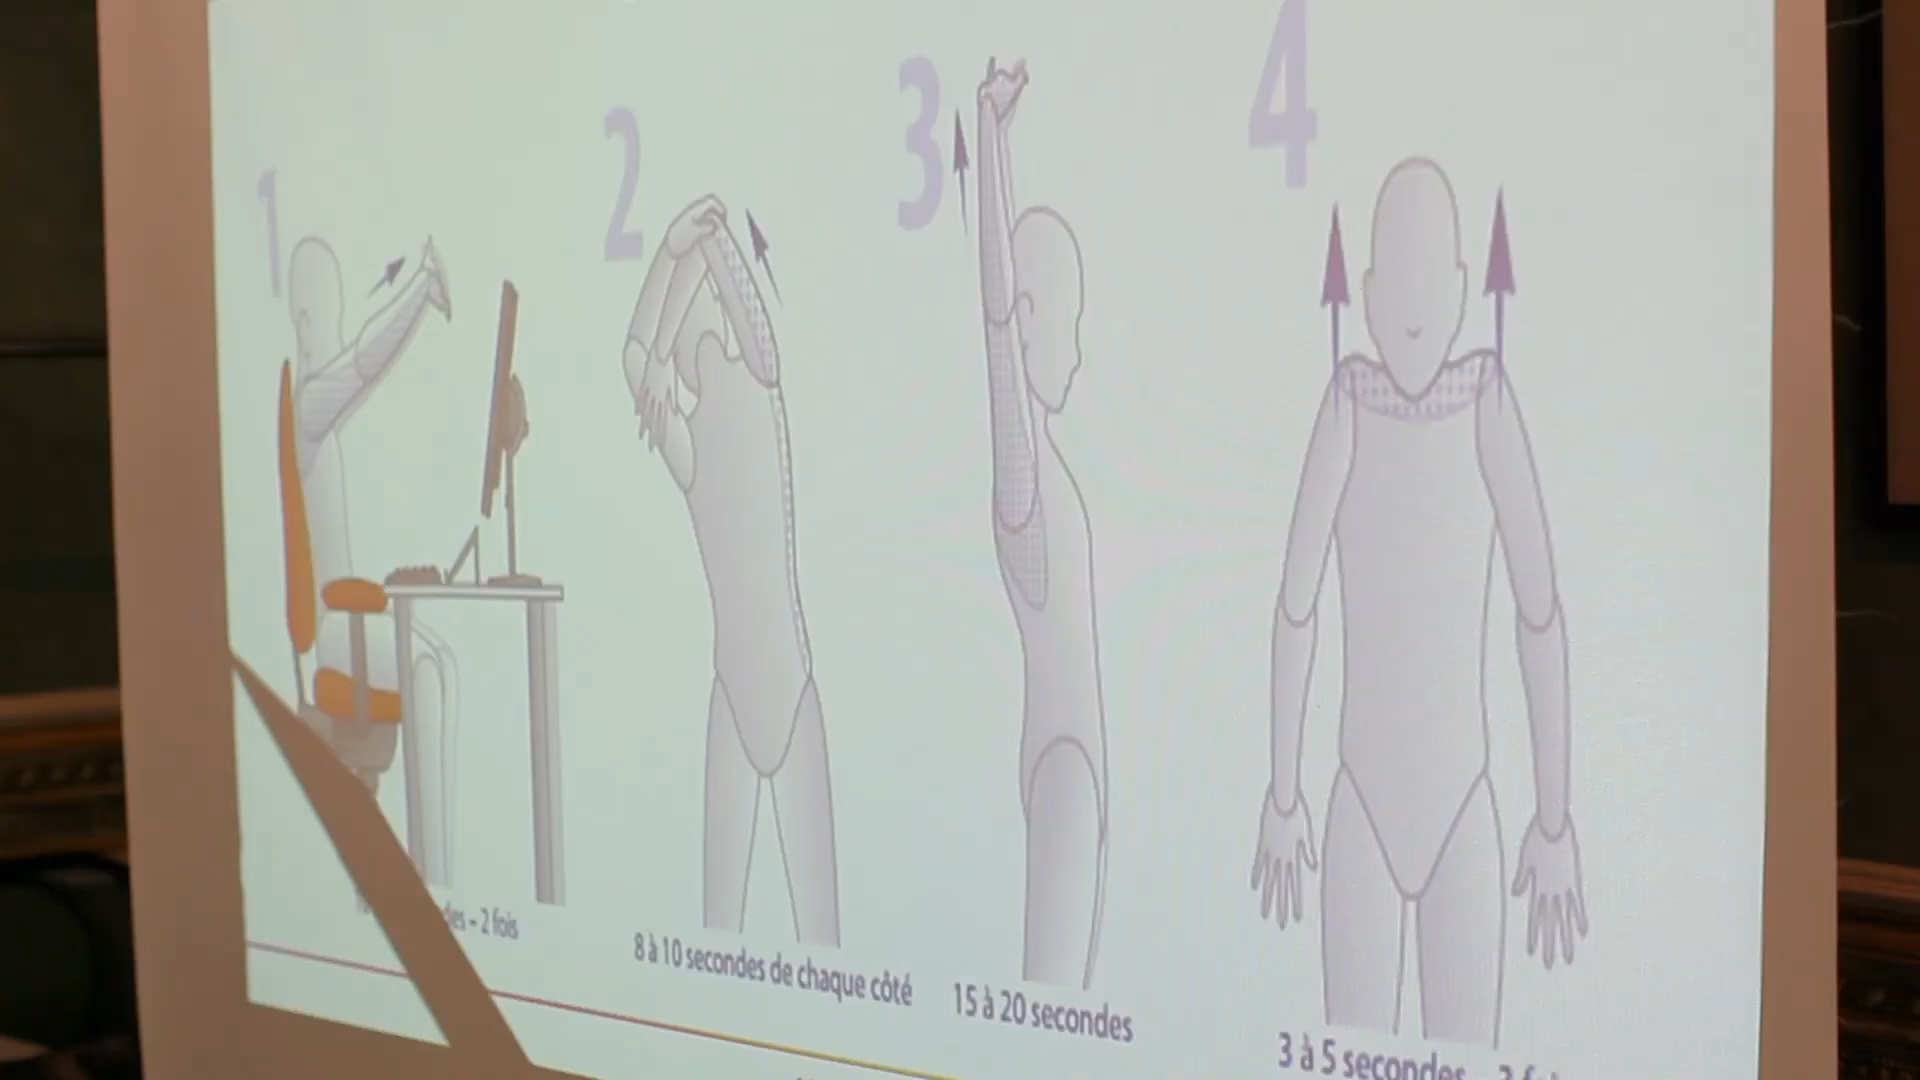 1
2
3
4
des – 2 fois
8 à 10 secondes de chaque côté
15 à 20 secondes
3 à 5 secondes